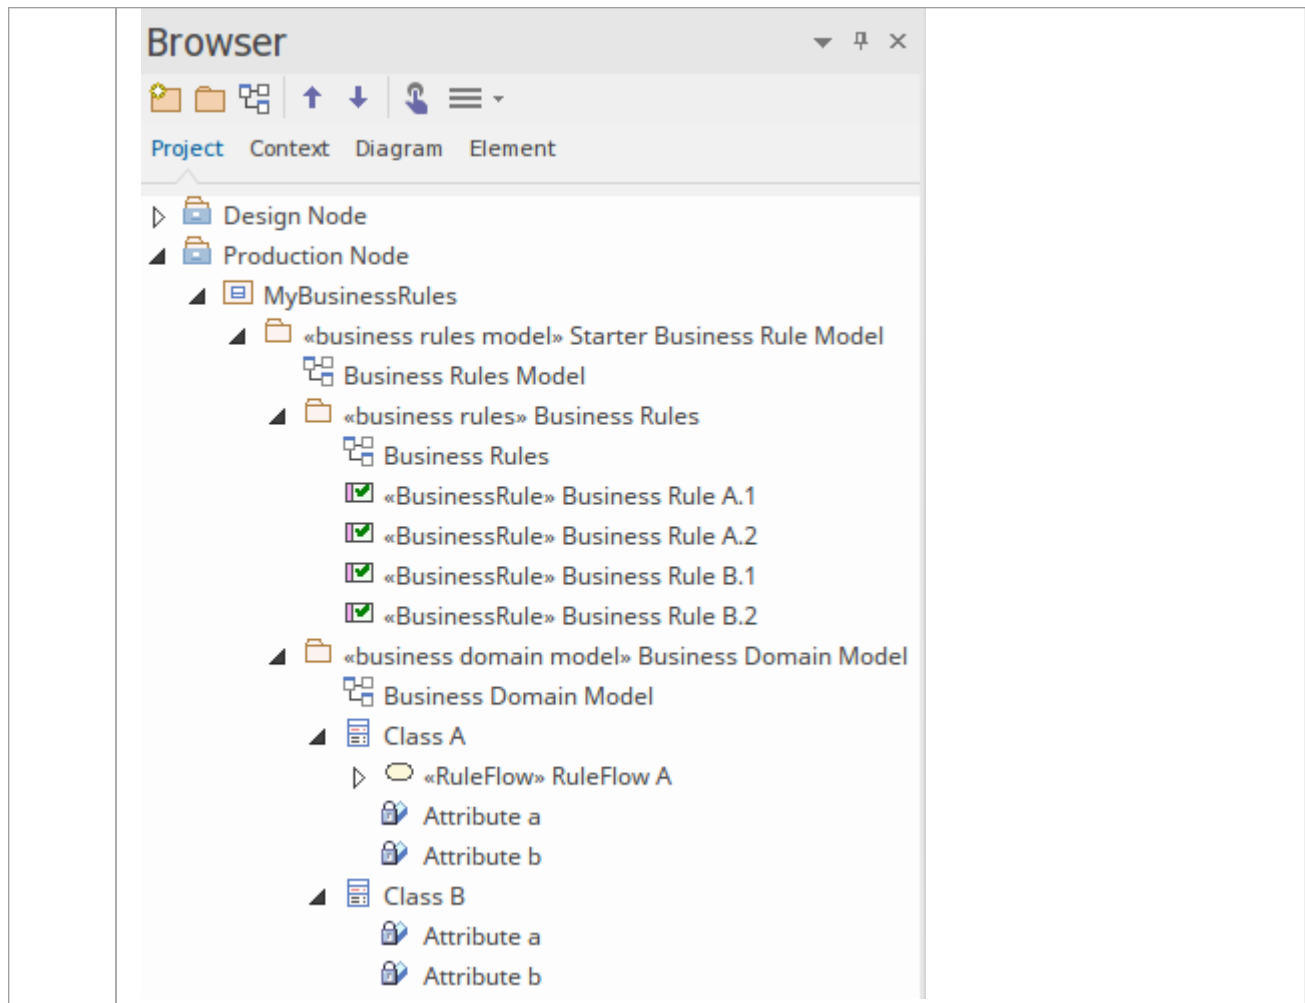 Browser
Project Context Diagram Element
Design Node
Production Node
MyBusinessRules
«business rules model» Starter Business Rule Model
Business Rules Model
«business rules» Business Rules
Business Rules
«BusinessRule» Business Rule A.1
«BusinessRule» Business Rule A.2
«BusinessRule» Business Rule B.1
«BusinessRule» Business Rule B.2
«business domain model» Business Domain Model
Business Domain Model
Class A
«RuleFlow» RuleFlow A
Attribute a
Attribute b
Class B
Attribute a
Attribute b